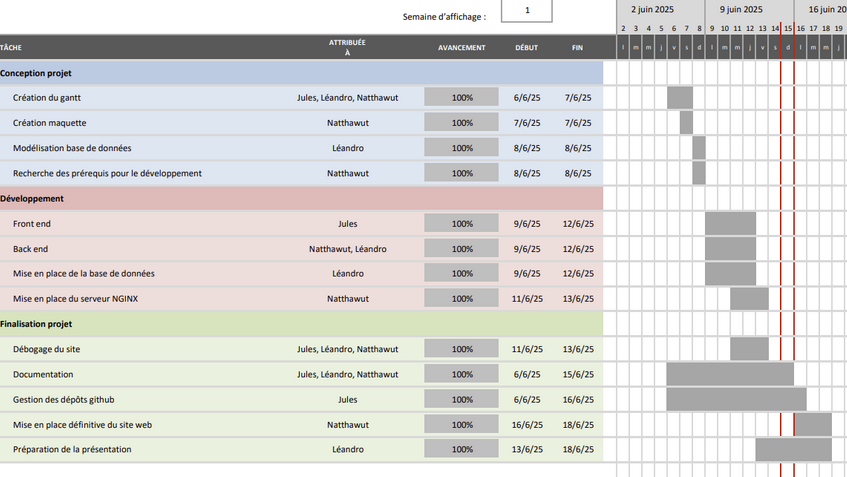 Semaine d'affichage : 1
2 juin 2025 9 juin 2025 16 juin 20
2 3 4 5 6 7 8 9 10 11 12 13 14 15 16 17 18 19
TÂCHE ATTRIBUÉE À AVANCEMENT DÉBUT FIN l m m j v s d l m m j v s d l m m j
Conception projet
Création du gantt Jules, Léandro, Natthawut 100% 6/6/25 7/6/25
Création maquette Natthawut 100% 7/6/25 7/6/25
Modélisation base de données Léandro 100% 8/6/25 8/6/25
Recherche des prérequis pour le développement Natthawut 100% 8/6/25 8/6/25
Développement
Front end Jules 100% 9/6/25 12/6/25
Back end Natthawut, Léandro 100% 9/6/25 12/6/25
Mise en place de la base de données Léandro 100% 9/6/25 12/6/25
Mise en place du serveur NGINX Natthawut 100% 11/6/25 13/6/25
Finalisation projet
Débogage du site Jules, Léandro, Natthawut 100% 11/6/25 13/6/25
Documentation Jules, Léandro, Natthawut 100% 6/6/25 15/6/25
Gestion des dépôts github Jules 100% 6/6/25 16/6/25
Mise en place définitive du site web Natthawut 100% 16/6/25 18/6/25
Préparation de la présentation Léandro 100% 13/6/25 18/6/25